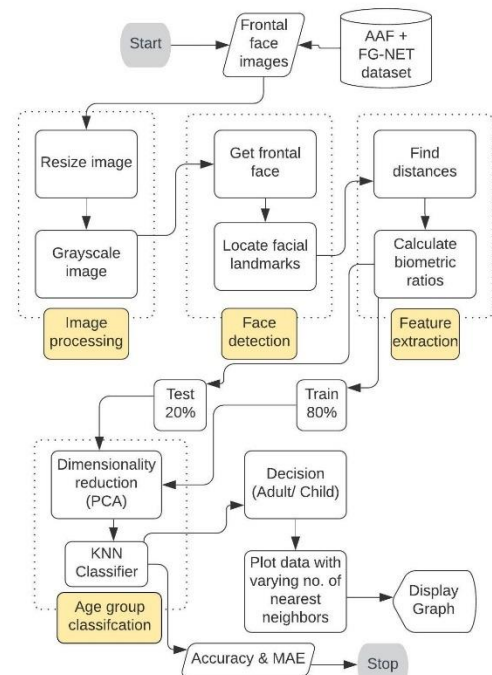 Start
Frontal
face
images
AAF +
FG-NET
dataset
Resize image
Grayscale
image
Image
processing
Get frontal
face
Locate facial
landmarks
Face
detection
Find
distances
Calculate
biometric
ratios
Feature
extraction
Test
20%
Train
80%
Dimensionality
reduction
(PCA)
KNN
Classifier
Age group
classifcation
Decision
(Adult/ Child)
Plot data with
varying no. of
nearest
neighbors
Display
Graph
Accuracy & MAE
Stop